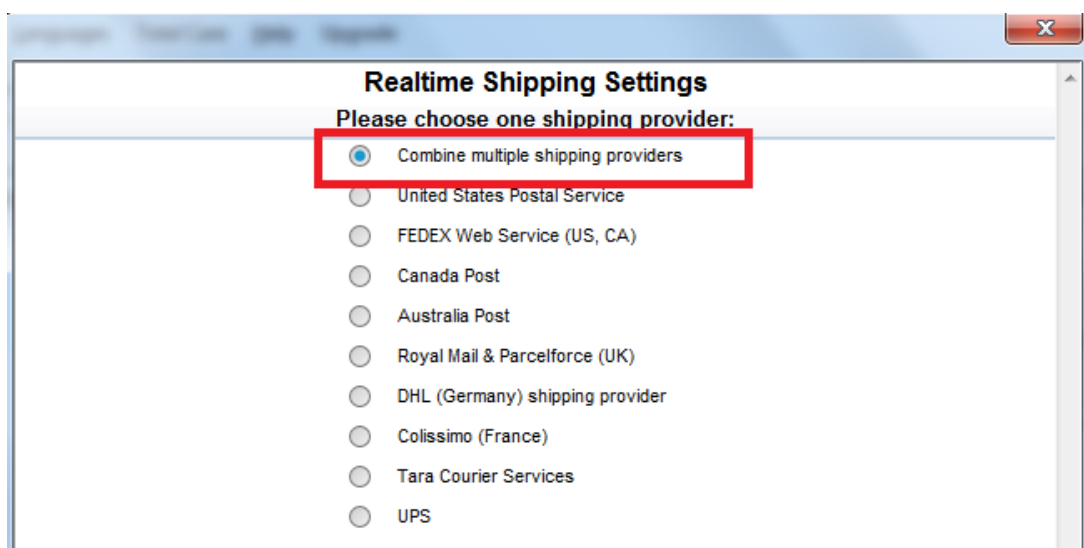 Help
Realtime Shipping Settings
Please choose one shipping provider:
Combine multiple shipping providers
United States Postal Service
FEDEX Web Service (US, CA)
Canada Post
Australia Post
Royal Mail & Parcelforce (UK)
DHL (Germany) shipping provider
Colissimo (France)
Tara Courier Services
UPS